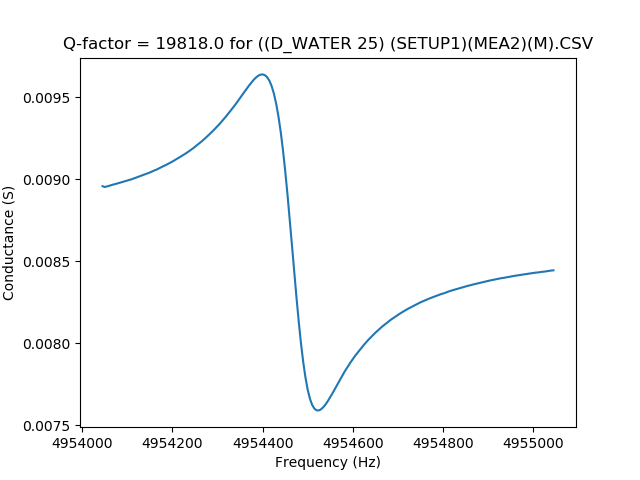 Q-factor = 19818.0 for ((D_WATER 25) (SETUP1)(MEA2)(M).CSV
Conductance (S)
0.0095
0.0090
0.0085
0.0080
0.0075
4954000 4954200 4954400 4954600 4954800 4955000
Frequency (Hz)